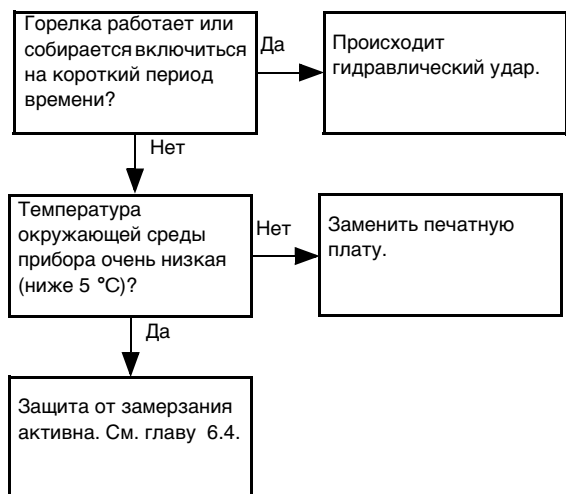 Горелка работает или
собирается включиться
на короткий период
времени?
Да
Происходит
гидравлический удар.
Нет
Температура
окружающей среды
прибора очень низкая
(ниже 5 °C)?
Нет
Заменить печатную
плату.
Да
Защита от замерзания
активна. См. главу 6.4.